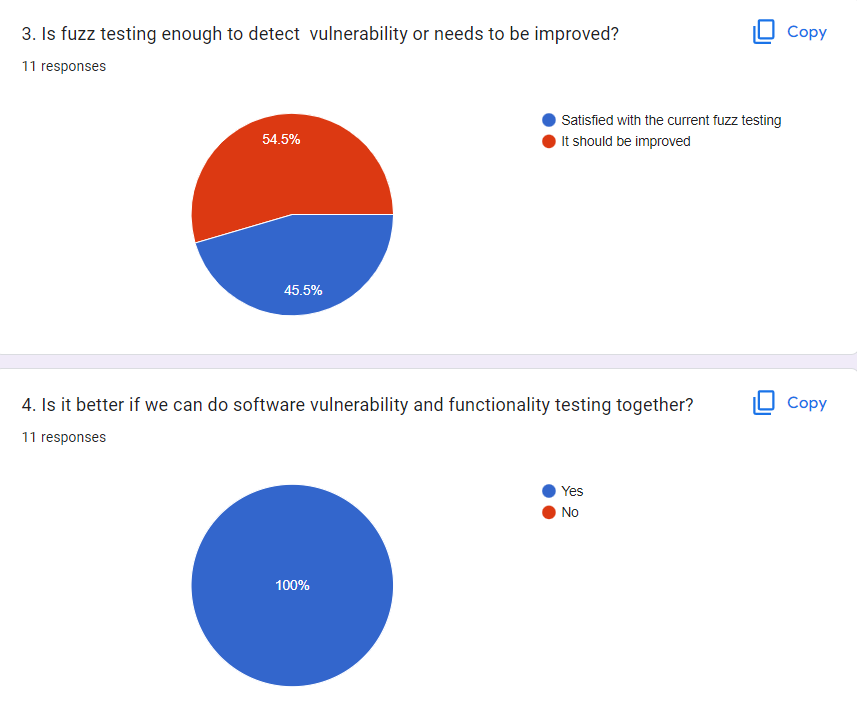 3. Is fuzz testing enough to detect  vulnerability or needs to be improved?
Copy
11 responses
54.5%
45.5%
Satisfied with the current fuzz testing
It should be improved
4. Is it better if we can do software vulnerability and functionality testing together?
Copy
11 responses
100%
Yes
No